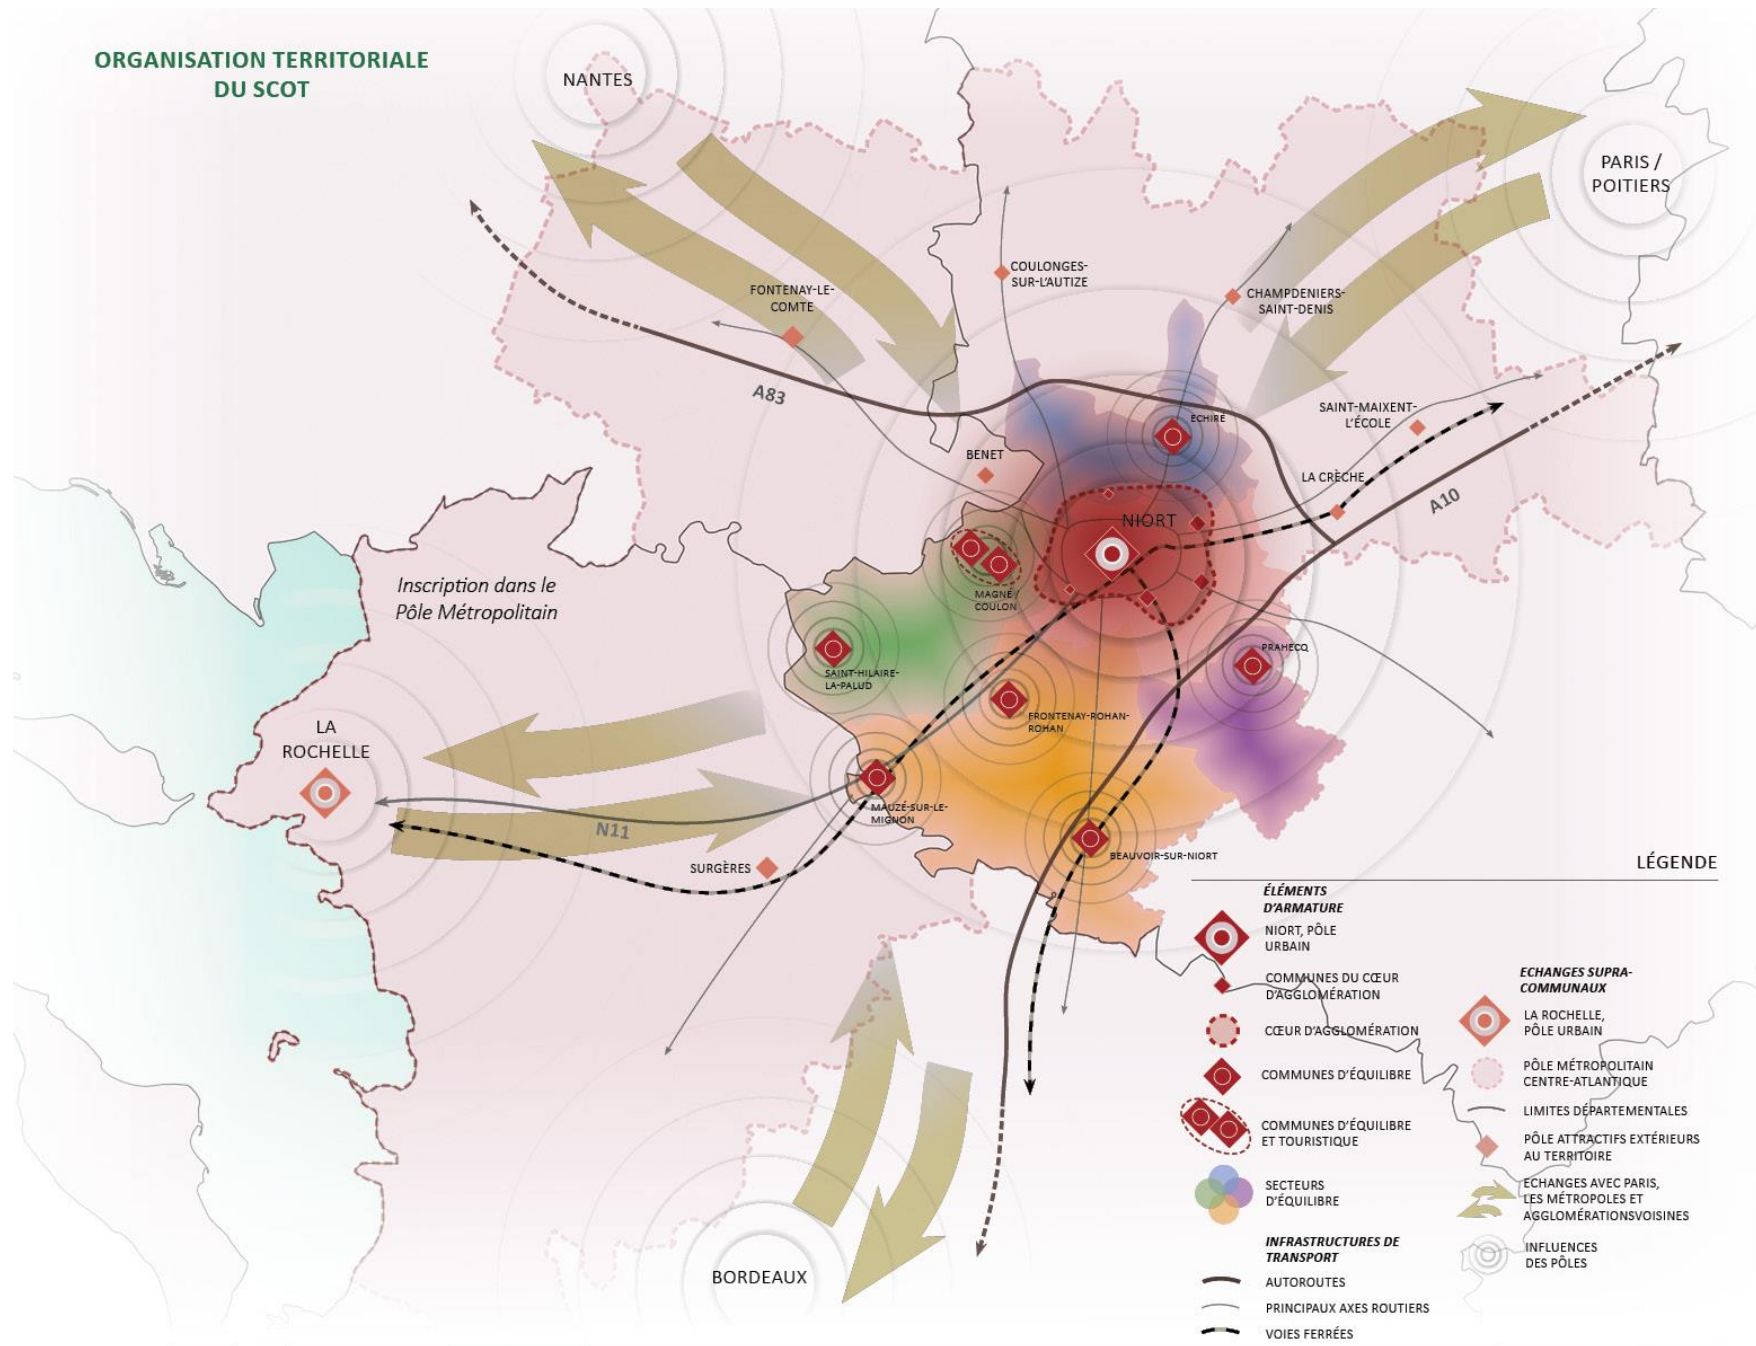 ORGANISATION TERRITORIALE
DU SCOT
NANTES
PARIS /
POITIERS
COULONGES-
SUR-L'AUTIZE
FONTENAY-LE-
COMTE
CHAMPDENIERS-
SAINT-DENIS
A83
SAINT-MAIXENT-
L'ÉCOLE
ECHIRÉ
BENET
LA CRÈCHE
A10
NIORT
Inscription dans le
Pôle Métropolitain
MAGNÉ/
COULON
PRAHECQ
SAINT-HILAIRE-
LA-PALUD
FRONTENAY-ROHAN-
ROHAN
LA
ROCHELLE
MAUZÉ-SUR-LE-
MIGNON
N11
SURGÈRES
BEAUVOIR-SUR-NIORT
BORDEAUX
LÉGENDE
ÉLÉMENTS
D'ARMATURE
NIORT, PÔLE
URBAIN
COMMUNES DU CŒUR
D'AGGLOMÉRATION
CŒUR D'AGGLOMÉRATION
COMMUNES D'ÉQUILIBRE
COMMUNES D'ÉQUILIBRE
ET TOURISTIQUE
SECTEURS
D'ÉQUILIBRE
INFRASTRUCTURES DE
TRANSPORT
AUTOROUTES
PRINCIPAUX AXES ROUTIERS
VOIES FERRÉES
ECHANGES SUPRA-
COMMUNAUX
LA ROCHELLE,
PÔLE URBAIN
PÔLE MÉTROPOLITAIN
CENTRE-ATLANTIQUE
LIMITES DÉPARTEMENTALES
PÔLE ATTRACTIFS EXTÉRIEURS
AU TERRITOIRE
ECHANGES AVEC PARIS,
LES MÉTROPOLES ET
AGGLOMÉRATIONSVOISINES
INFLUENCES
DES PÔLES